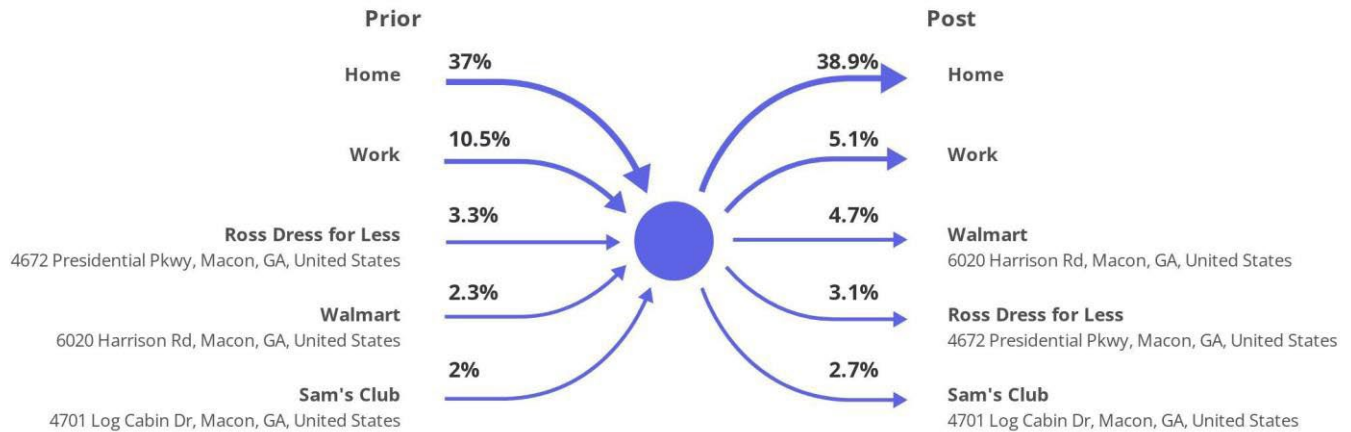 Prior
Post
Home
37%
38.9%
Home
Work
10.5%
5.1%
Work
Ross Dress for Less
4672 Presidential Pkwy, Macon, GA, United States
3.3%
4.7%
Walmart
6020 Harrison Rd, Macon, GA, United States
Walmart
6020 Harrison Rd, Macon, GA, United States
2.3%
3.1%
Ross Dress for Less
4672 Presidential Pkwy, Macon, GA, United States
Sam's Club
4701 Log Cabin Dr, Macon, GA, United States
2%
2.7%
Sam's Club
4701 Log Cabin Dr, Macon, GA, United States